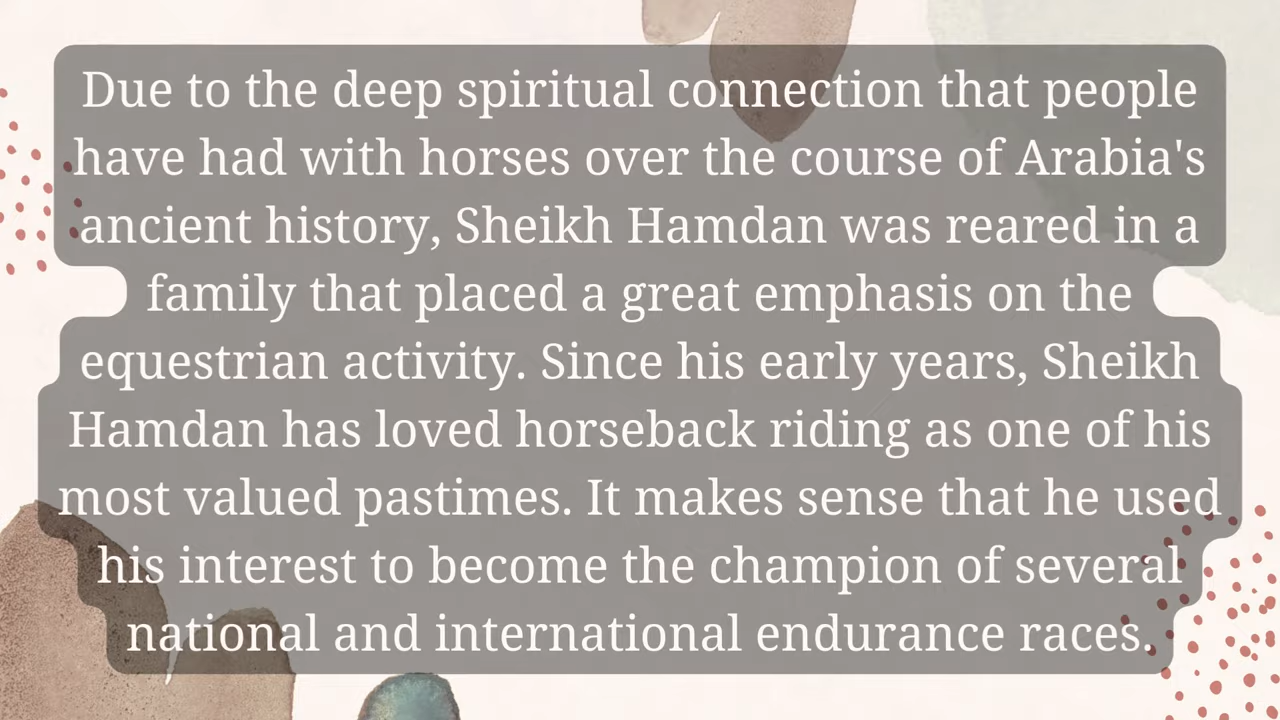 Due to the deep spiritual connection that people
have had with horses over the course of Arabia's
ancient history, Sheikh Hamdan was reared in a
family that placed a great emphasis on the
equestrian activity. Since his early years, Sheikh
Hamdan has loved horseback riding as one of his
most valued pastimes. It makes sense that he used
his interest to become the champion of several
national and international endurance races.